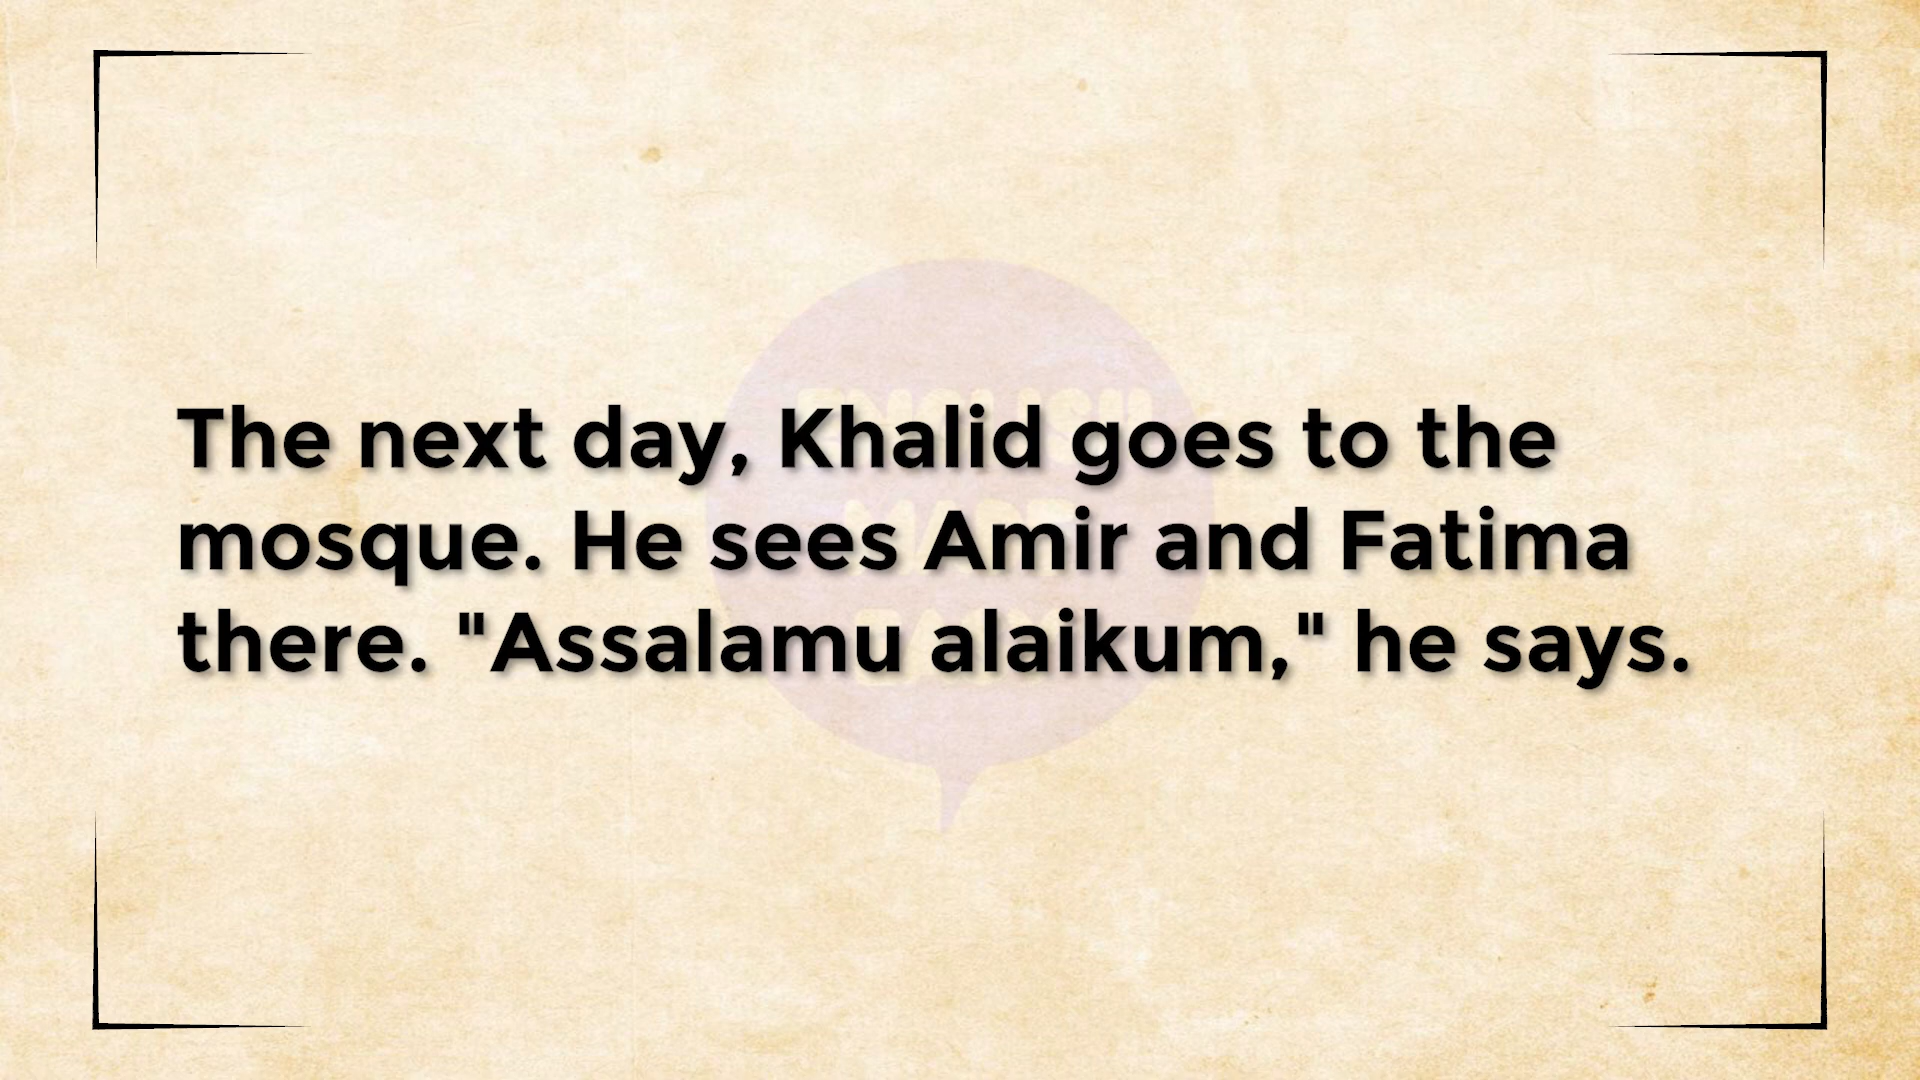 The next day, Khalid goes to the
mosque. He sees Amir and Fatima
there. "Assalamu alaikum," he says.